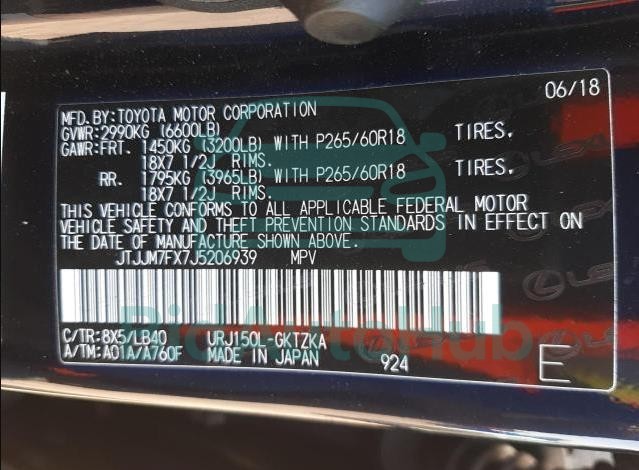 06/18
MFD.BY:TOYOTA MOTOR CORPORATION
GVWR:2990KG (6600LB)
GAWR:FRT. 1450KG (3200LB) WITH P265/60R18 TIRES,
18X7 1/2J RIMS.
RR. 1795KG (3965LB) WITH P265/60R18 TIRES,
18X7 1/2J RIMS.
THIS VEHICLE CONFORMS TO ALL APPLICABLE FEDERAL MOTOR
VEHICLE SAFETY AND THEFT PREVENTION STANDARDS IN EFFECT ON
THE DATE OF MANUFACTURE SHOWN ABOVE.
JTJJM7FX7J5206939 MPV
C/TR: 8X5/LB40 URJ150L-GKTZKA
A/TM: A01A/A760F MADE IN JAPAN 924 E
BidAutoHub